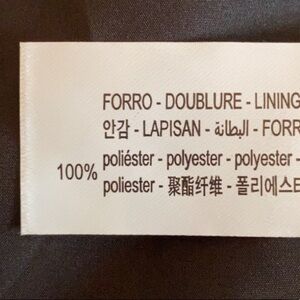 FORRO - DOUBLURE - LINING
안감 - LAPISAN - البطانة - FORR
100% poliéster - polyester - polyester -
poliester - 聚酯纤维 - 폴리에스테